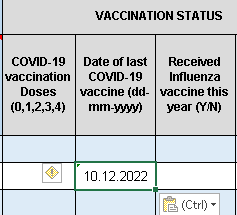 VACCINATION STATUS
COVID-19
vaccination
Doses
(0,1,2,3,4)
Date of last
COVID-19
vaccine (dd-
mm-yyyy)
Received
Influenza
vaccine this
year (Y/N)
10.12.2022
(Ctrl)